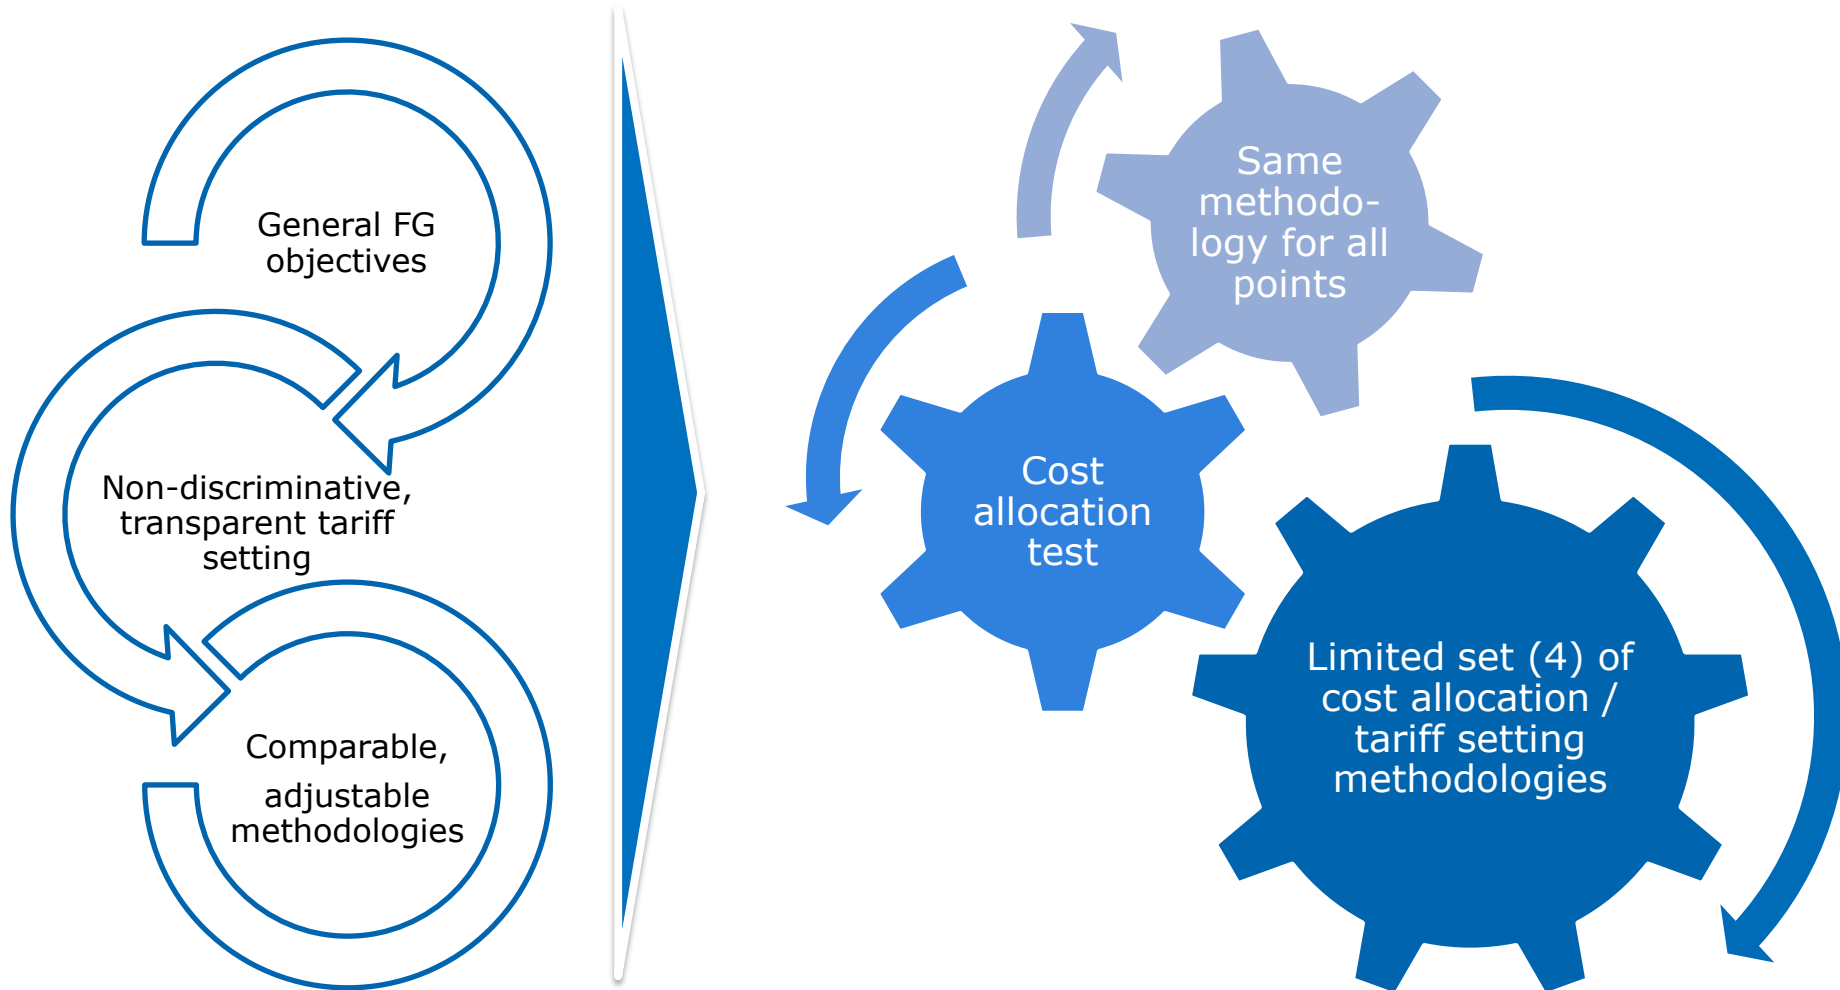 General FG
objectives
Non-discriminative,
transparent tariff
setting
Comparable,
adjustable
methodologies
Same
methodo-
logy for all
points
Cost
allocation
test
Limited set (4) of
cost allocation /
tariff setting
methodologies